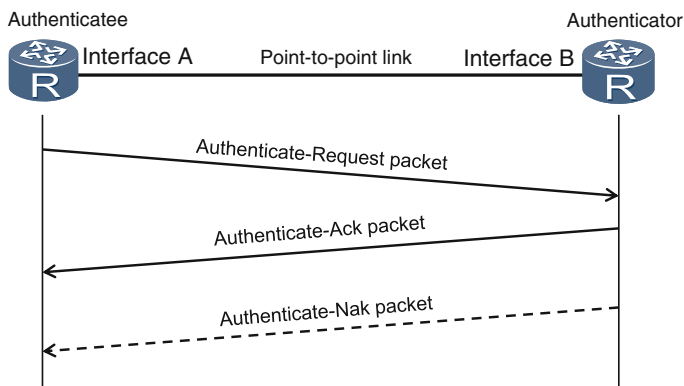 Authenticatee
Authenticator
Interface A
Point-to-point link
Interface B
R
R
Authenticate-Request packet
Authenticate-Ack packet
Authenticate-Nak packet